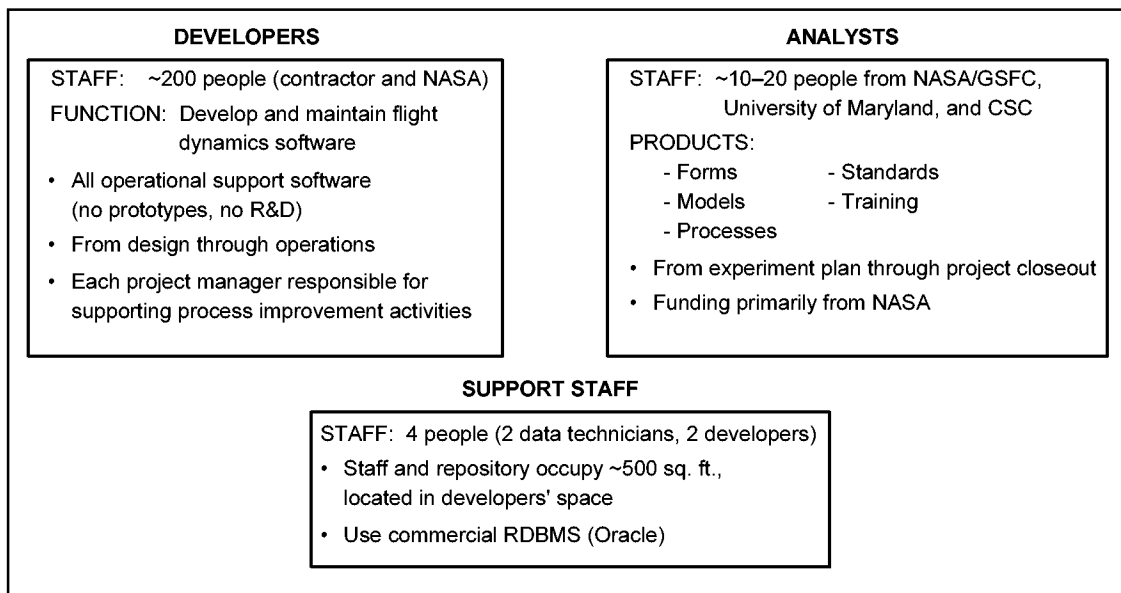 DEVELOPERS
STAFF: ~200 people (contractor and NASA)
FUNCTION: Develop and maintain flight
dynamics software
• All operational support software
(no prototypes, no R&D)
• From design through operations
• Each project manager responsible for
supporting process improvement activities
ANALYSTS
STAFF: ~10–20 people from NASA/GSFC,
University of Maryland, and CSC
PRODUCTS:
- Forms - Standards
- Models - Training
- Processes
• From experiment plan through project closeout
• Funding primarily from NASA
SUPPORT STAFF
STAFF: 4 people (2 data technicians, 2 developers)
• Staff and repository occupy ~500 sq. ft.,
located in developers' space
• Use commercial RDBMS (Oracle)